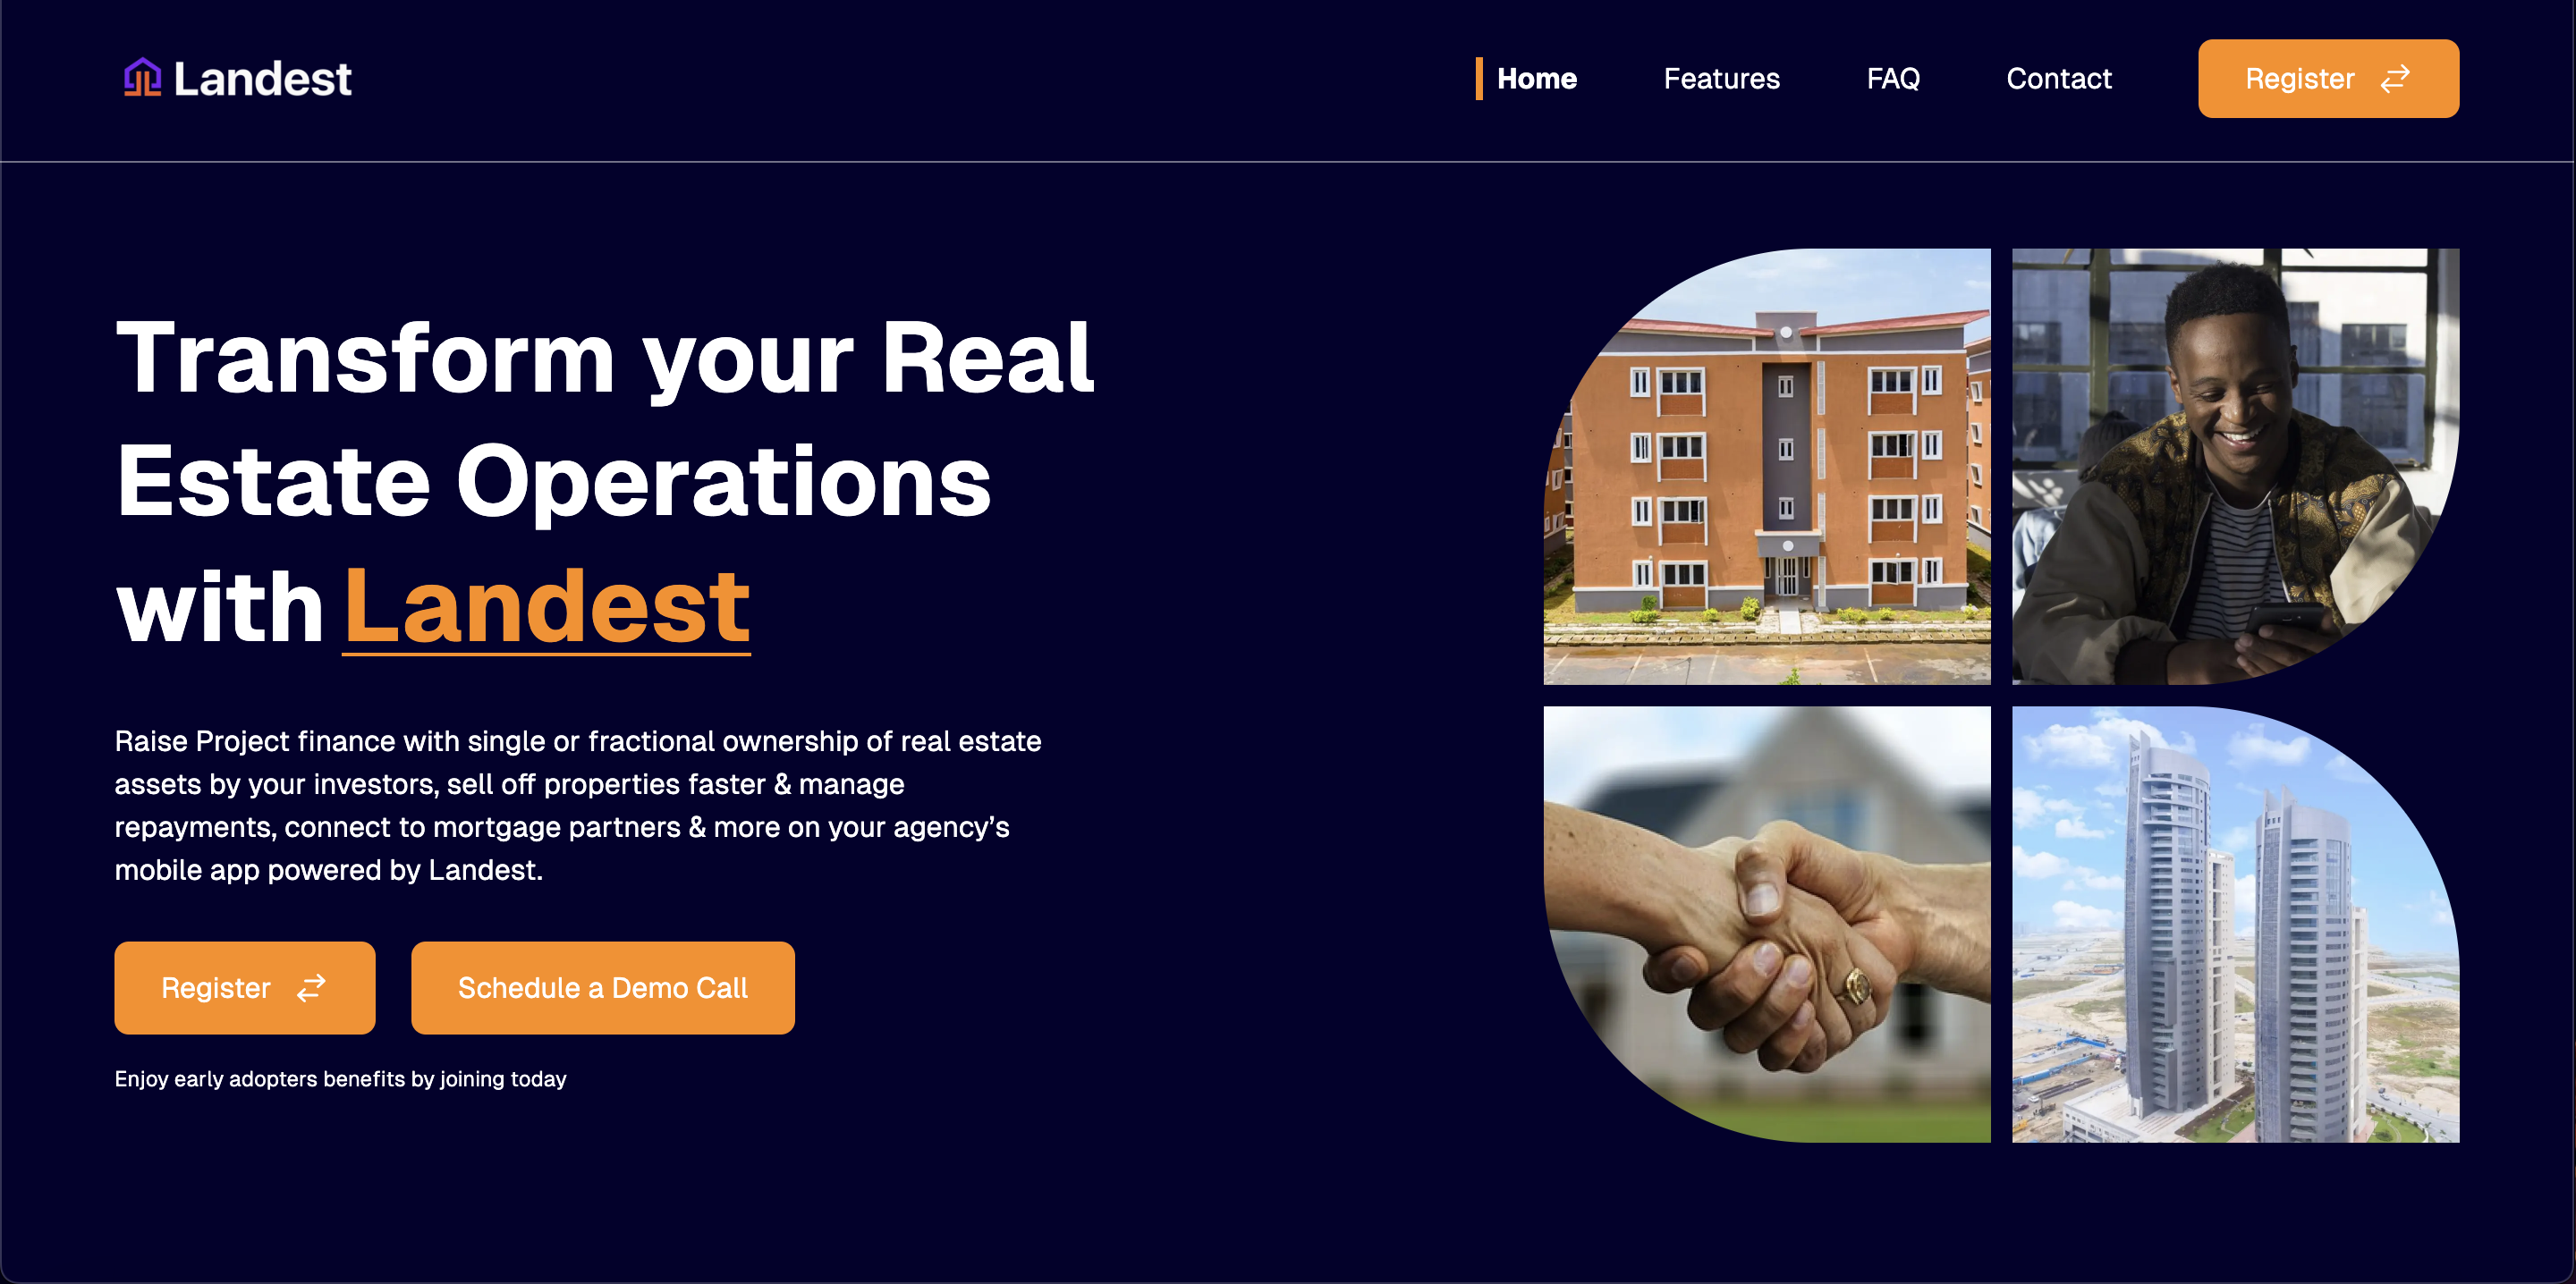 Landest
Home
Features
FAQ
Contact
Register
Transform your Real
Estate Operations
with Landest
Raise Project finance with single or fractional ownership of real estate
assets by your investors, sell off properties faster & manage
repayments, connect to mortgage partners & more on your agency’s
mobile app powered by Landest.
Register
Schedule a Demo Call
Enjoy early adopters benefits by joining today